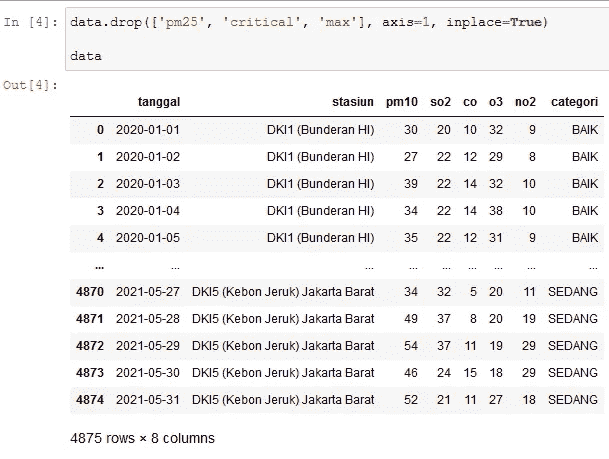 In [4]: data.drop(['pm25', 'critical', 'max'], axis=1, inplace=True)
data
Out[4]:
tanggal stasiun pm10 so2 co o3 no2 categori
0 2020-01-01 DKI1 (Bunderan HI) 30 20 10 32 9 BAIK
1 2020-01-02 DKI1 (Bunderan HI) 27 22 12 29 8 BAIK
2 2020-01-03 DKI1 (Bunderan HI) 39 22 14 32 10 BAIK
3 2020-01-04 DKI1 (Bunderan HI) 34 22 14 38 10 BAIK
4 2020-01-05 DKI1 (Bunderan HI) 35 22 12 31 9 BAIK
... ... ... ... ... ... ... ... ...
4870 2021-05-27 DKI5 (Kebon Jeruk) Jakarta Barat 34 32 5 20 11 SEDANG
4871 2021-05-28 DKI5 (Kebon Jeruk) Jakarta Barat 49 37 8 20 19 SEDANG
4872 2021-05-29 DKI5 (Kebon Jeruk) Jakarta Barat 54 37 11 19 29 SEDANG
4873 2021-05-30 DKI5 (Kebon Jeruk) Jakarta Barat 46 24 15 18 29 SEDANG
4874 2021-05-31 DKI5 (Kebon Jeruk) Jakarta Barat 52 21 11 27 18 SEDANG
4875 rows × 8 columns